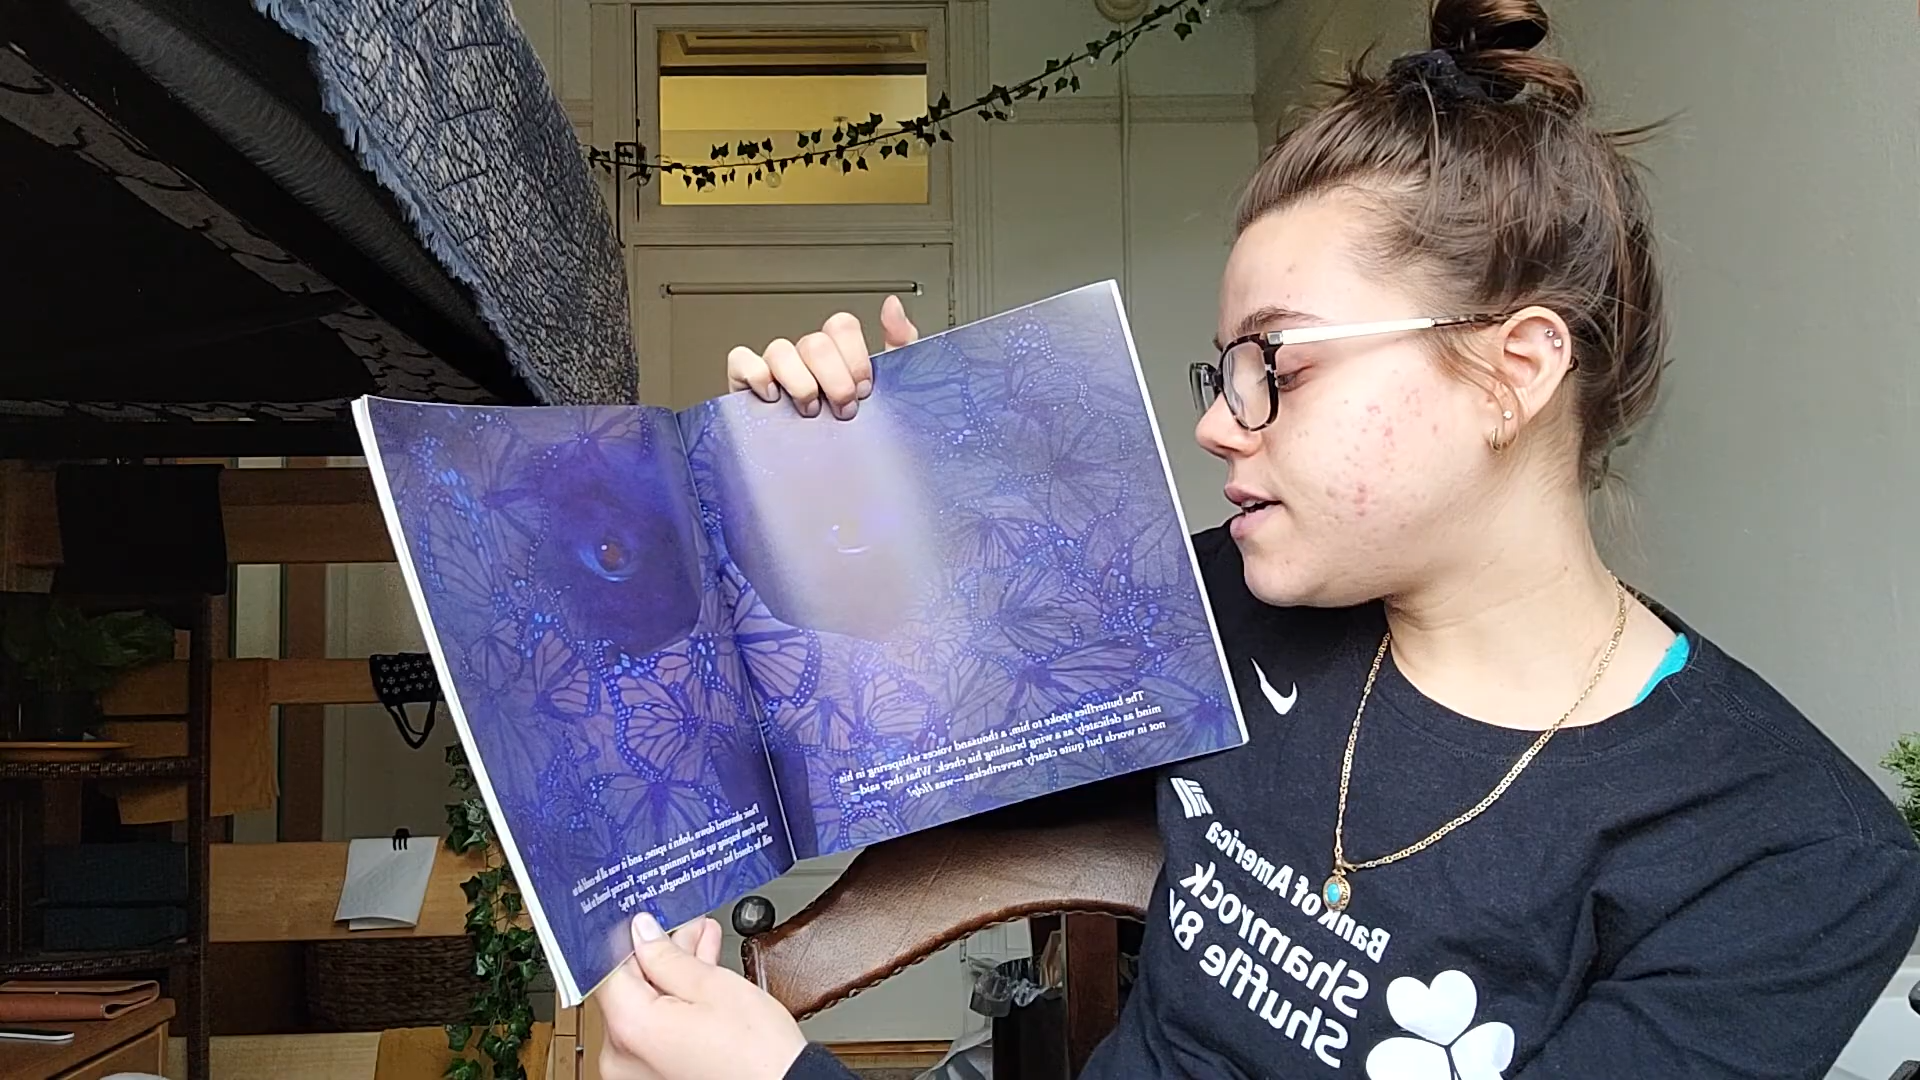 Panic shivered down John's spine, and it was all he could do to
keep from leaping up and running away. Forcing himself to hold
still, he closed his eyes and thought, How? Why?
The butterflies spoke to him, a thousand voices whispering in his
mind as delicately as a wing brushing his cheek. What they said—
not in words but quite clearly nevertheless—was Help!
Bank of America
Shamrock
Shuffle 8k